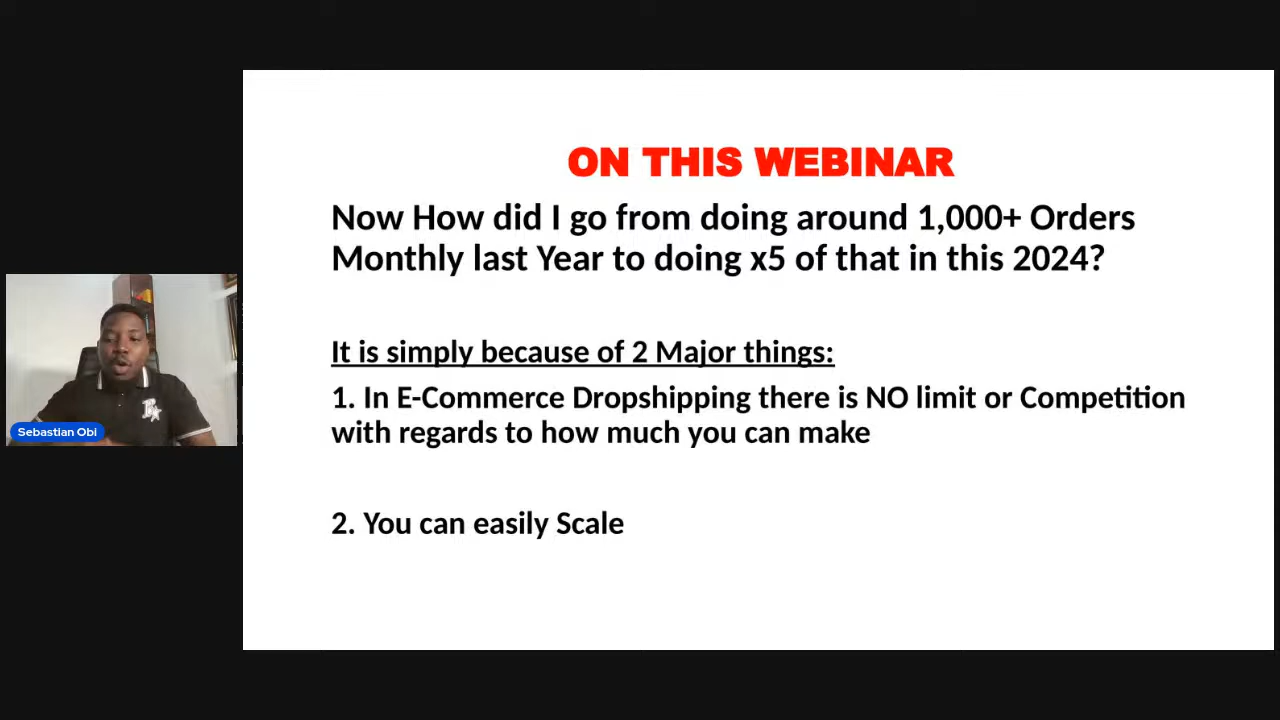 ON THIS WEBINAR
Now How did I go from doing around 1,000+ Orders
Monthly last Year to doing x5 of that in this 2024?
It is simply because of 2 Major things:
1. In E-Commerce Dropshipping there is NO limit or Competition
with regards to how much you can make
2. You can easily Scale
Sebastian Obi